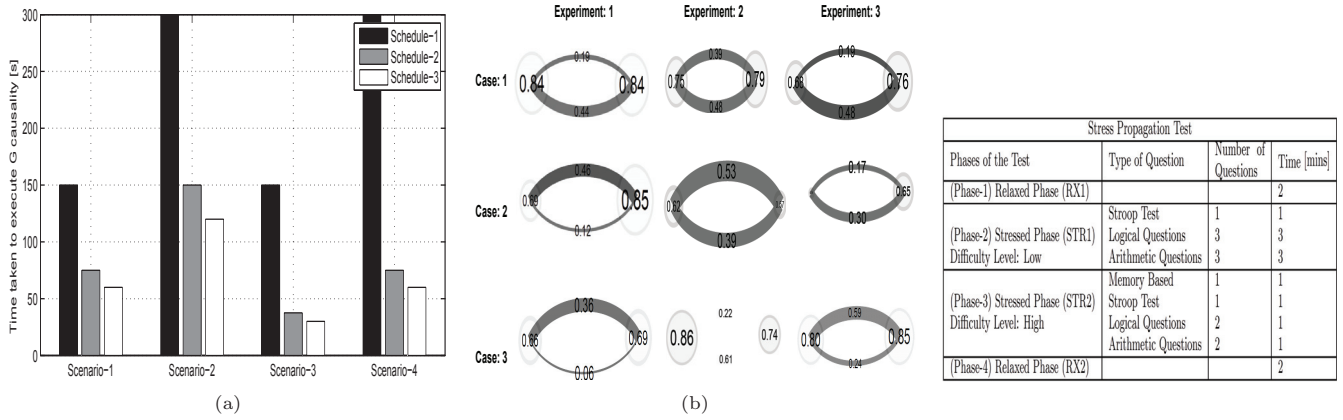 Time taken to execute G causality [s]
300
250
200
150
100
50
0
Schedule-1
Schedule-2
Schedule-3
Scenario-1 Scenario-2 Scenario-3 Scenario-4
(a)
Experiment: 1 Experiment: 2 Experiment: 3
Case: 1
0.19
0.84 0.84
0.44
0.39
0.75 0.79
0.48
0.19
0.68 0.76
0.48
Case: 2
0.46
0.69 0.85
0.12
0.53
0.62
0.39
0.17
0.65
0.30
Case: 3
0.36
0.66 0.69
0.06
0.22
0.86 0.74
0.61
0.59
0.80 0.85
0.24
(b)
Stress Propagation Test
Phases of the Test Type of Question Number of Questions Time [mins]
(Phase-1) Relaxed Phase (RX1) 2
Stroop Test 1 1
(Phase-2) Stressed Phase (STR1) Logical Questions 3 3
Difficulty Level: Low Arithmetic Questions 3 3
Memory Based 1 1
(Phase-3) Stressed Phase (STR2) Stroop Test 1 1
Difficulty Level: High Logical Questions 2 1
Arithmetic Questions 2 1
(Phase-4) Relaxed Phase (RX2) 2